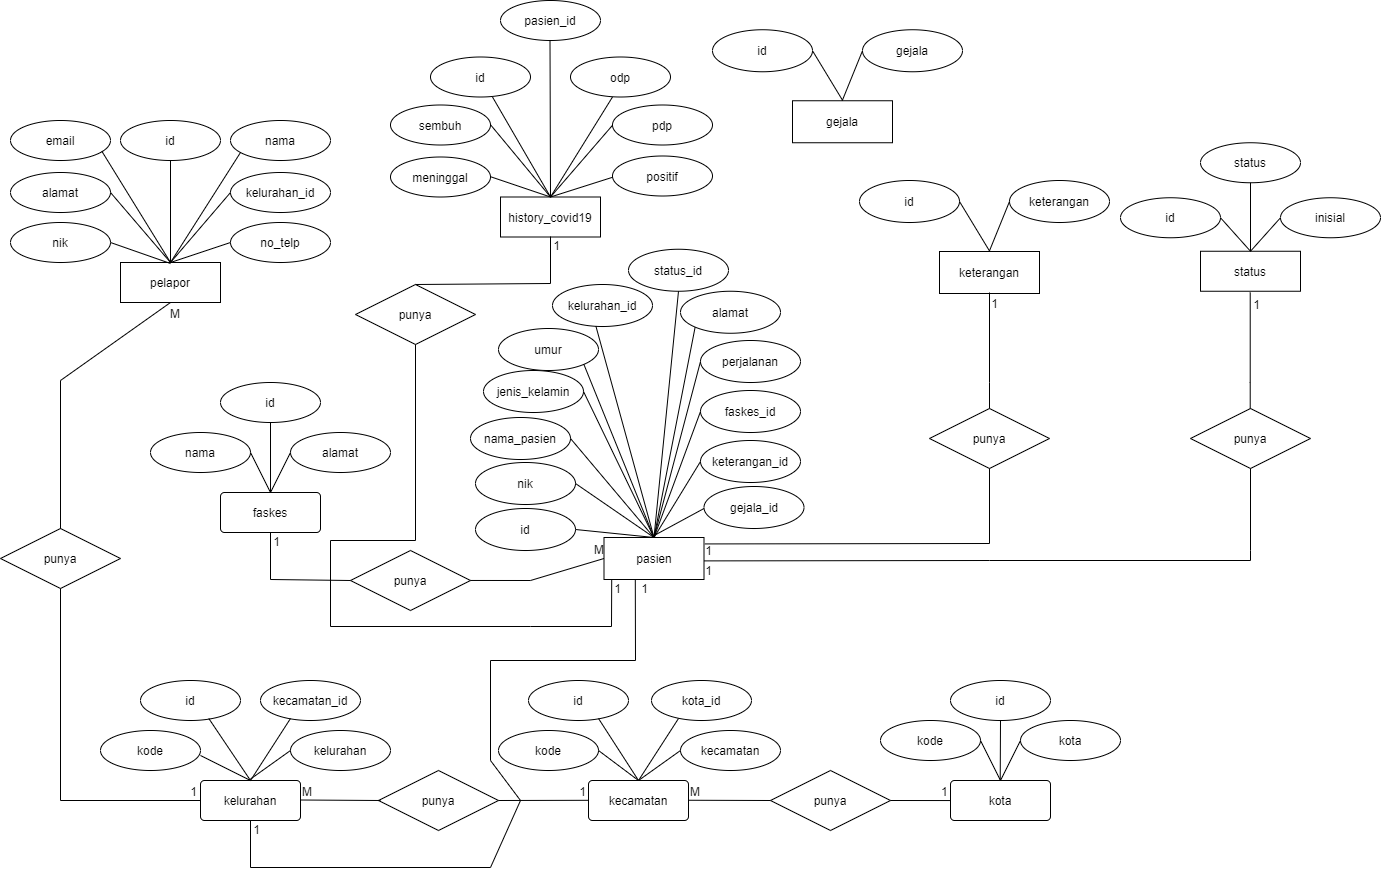 pasien_id
id
gejala
id
odp
sembuh
pdp
meninggal
positif
history_covid19
1
gejala
email
id
nama
alamat
kelurahan_id
nik
no_telp
pelapor
M
status
id
keterangan
id
inisial
keterangan
1
status
1
punya
status_id
kelurahan_id
alamat
umur
perjalanan
jenis_kelamin
faskes_id
nama_pasien
keterangan_id
nik
gejala_id
id
M
pasien
1
1
1
1
punya
punya
id
nama
alamat
faskes
1
punya
punya
id
kecamatan_id
kode
kelurahan
1
kelurahan
M
1
punya
id
kota_id
kode
kecamatan
1
kecamatan
M
punya
id
kode
kota
1
kota